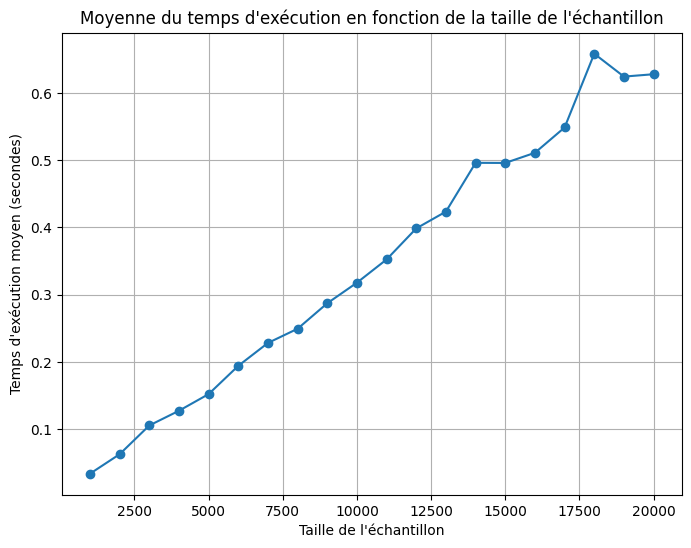 Moyenne du temps d'exécution en fonction de la taille de l'échantillon
Temps d'exécution moyen (secondes)
0.6
0.5
0.4
0.3
0.2
0.1
2500 5000 7500 10000 12500 15000 17500 20000
Taille de l'échantillon